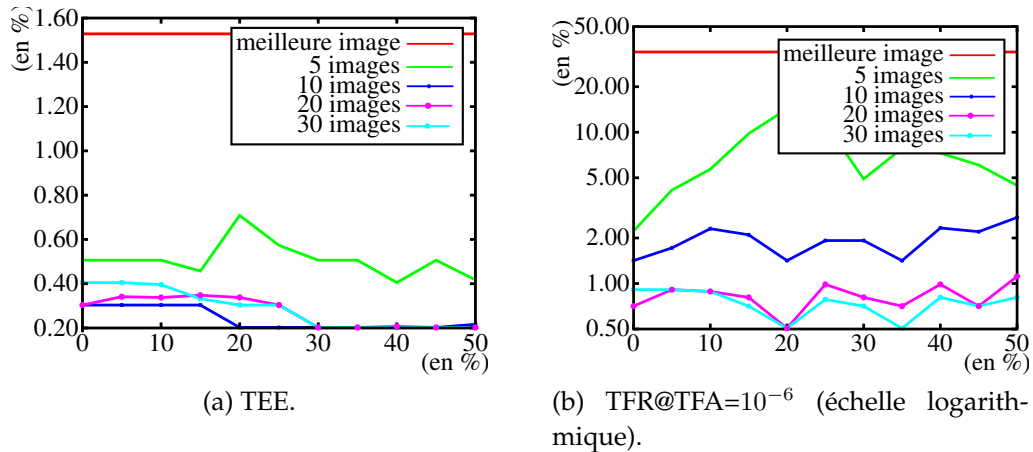 1.60
1.40
1.20
1.00
0.80
0.60
0.40
0.20
(en %)
meilleure image
5 images
10 images
20 images
30 images
0 10 20 30 40 50
(en %)
(a) TEE.
50.00
20.00
10.00
5.00
2.00
1.00
0.50
(en %)
meilleure image
5 images
10 images
20 images
30 images
0 10 20 30 40 50
(en %)
(b) TFR@TFA=10⁻⁶ (échelle logarith-
mique).